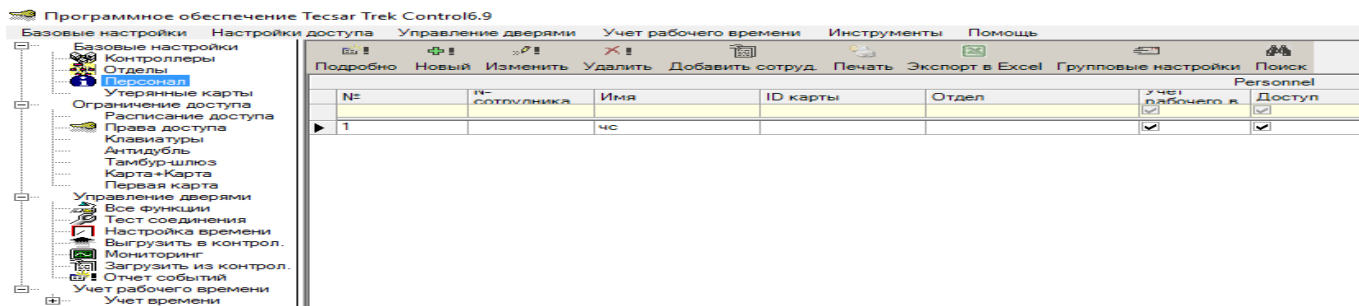 Программное обеспечение Tecsar Trek Control6.9
Базовые настройки Настройки доступа Управление дверями Учет рабочего времени Инструменты Помощь
Подробно Новый Изменить Удалить Добавить сотруд. Печать Экспорт в Excel Групповые настройки Поиск
Personnel
№ № сотрудника Имя ID карты Отдел Учет рабочего в Доступ
1 чс
Базовые настройки
Контроллеры
Отделы
Персонал
Утерянные карты
Ограничение доступа
Расписание доступа
Права доступа
Клавиатуры
Антидубль
Тамбур-шлюз
Карта+Карта
Первая карта
Управление дверями
Все функции
Тест соединения
Настройка времени
Выгрузить в контрол.
Мониторинг
Загрузить из контрол.
Отчет событий
Учет рабочего времени
Учет времени